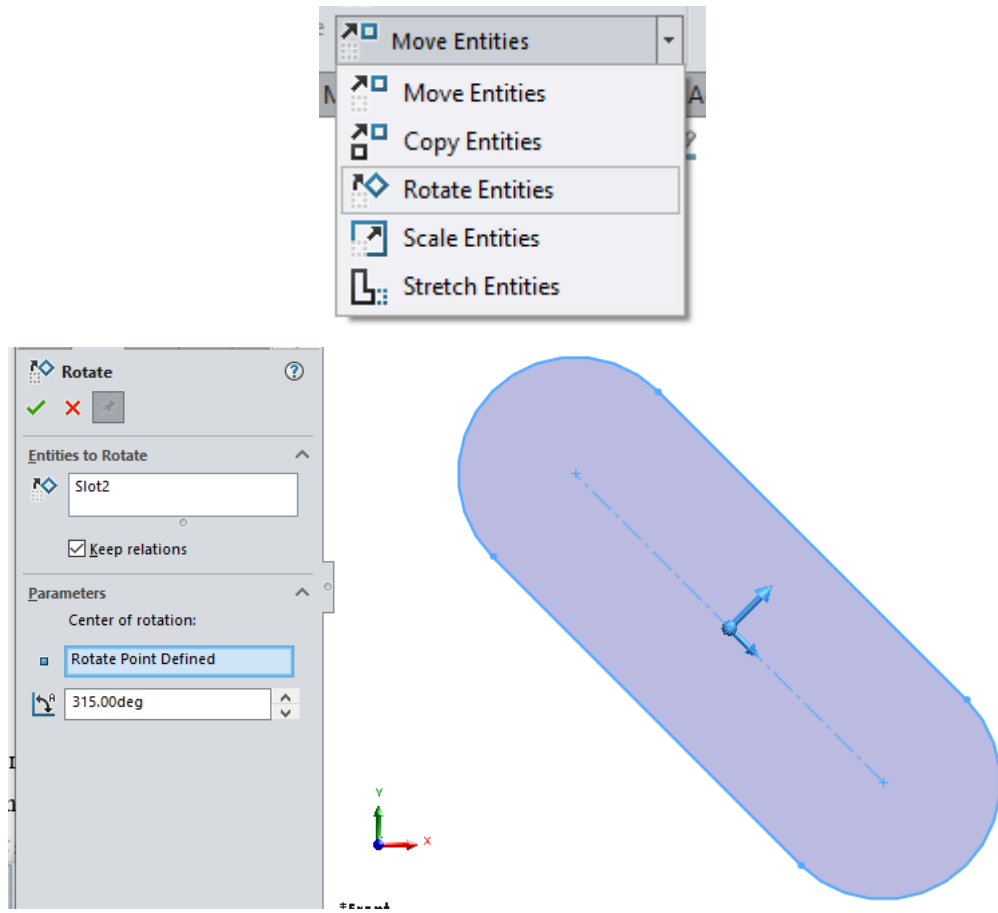 Move Entities
Move Entities
Copy Entities
Rotate Entities
Scale Entities
Stretch Entities
Rotate
Entities to Rotate
Slot2
Keep relations
Parameters
Center of rotation:
Rotate Point Defined
315.00deg
Y
X